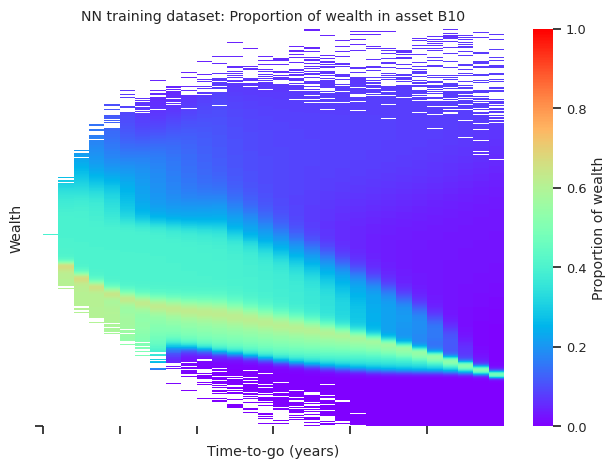 NN training dataset: Proportion of wealth in asset B10
1.0
0.8
0.6
0.4
0.2
0.0
Proportion of wealth
Wealth
Time-to-go (years)